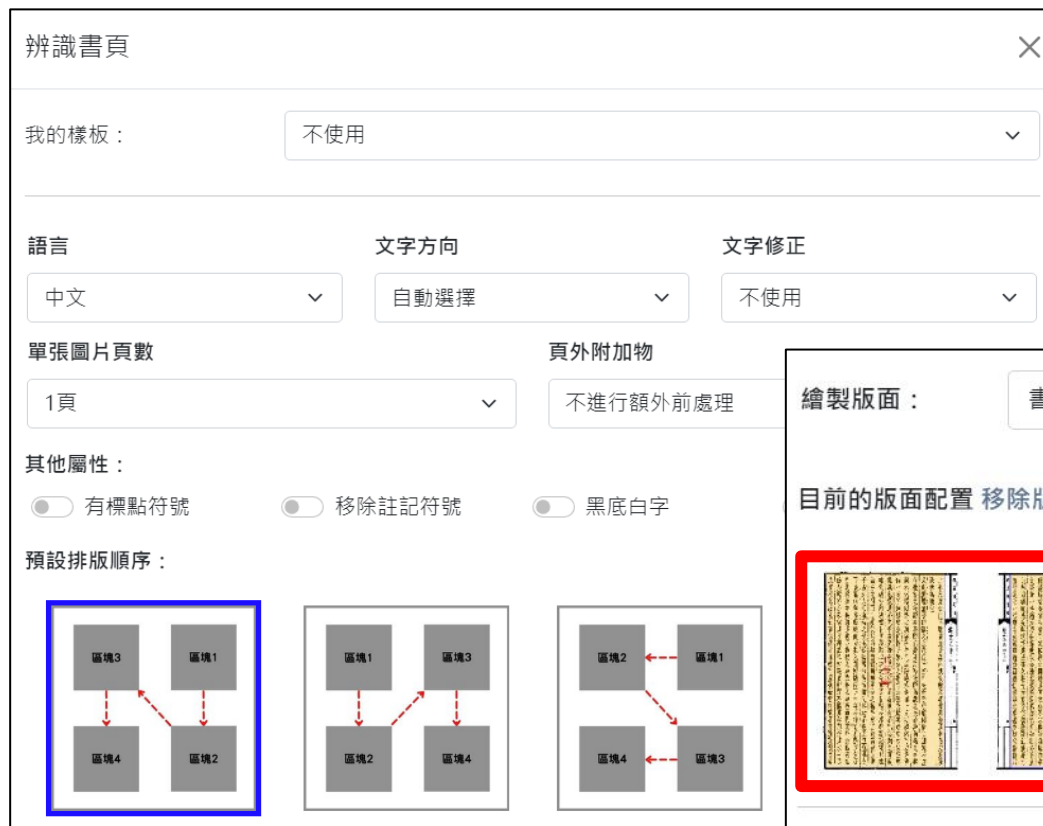 辨識書頁
我的樣板：
不使用
語言
文字方向
文字修正
中文
自動選擇
不使用
單張圖片頁數
頁外附加物
1頁
不進行額外前處理
其他屬性：
有標點符號
移除註記符號
黑底白字
預設排版順序：
區塊3
區塊1
區塊4
區塊2
區塊1
區塊3
區塊2
區塊4
區塊2
區塊1
區塊4
區塊3
繪製版面：
目前的版面配置 移除